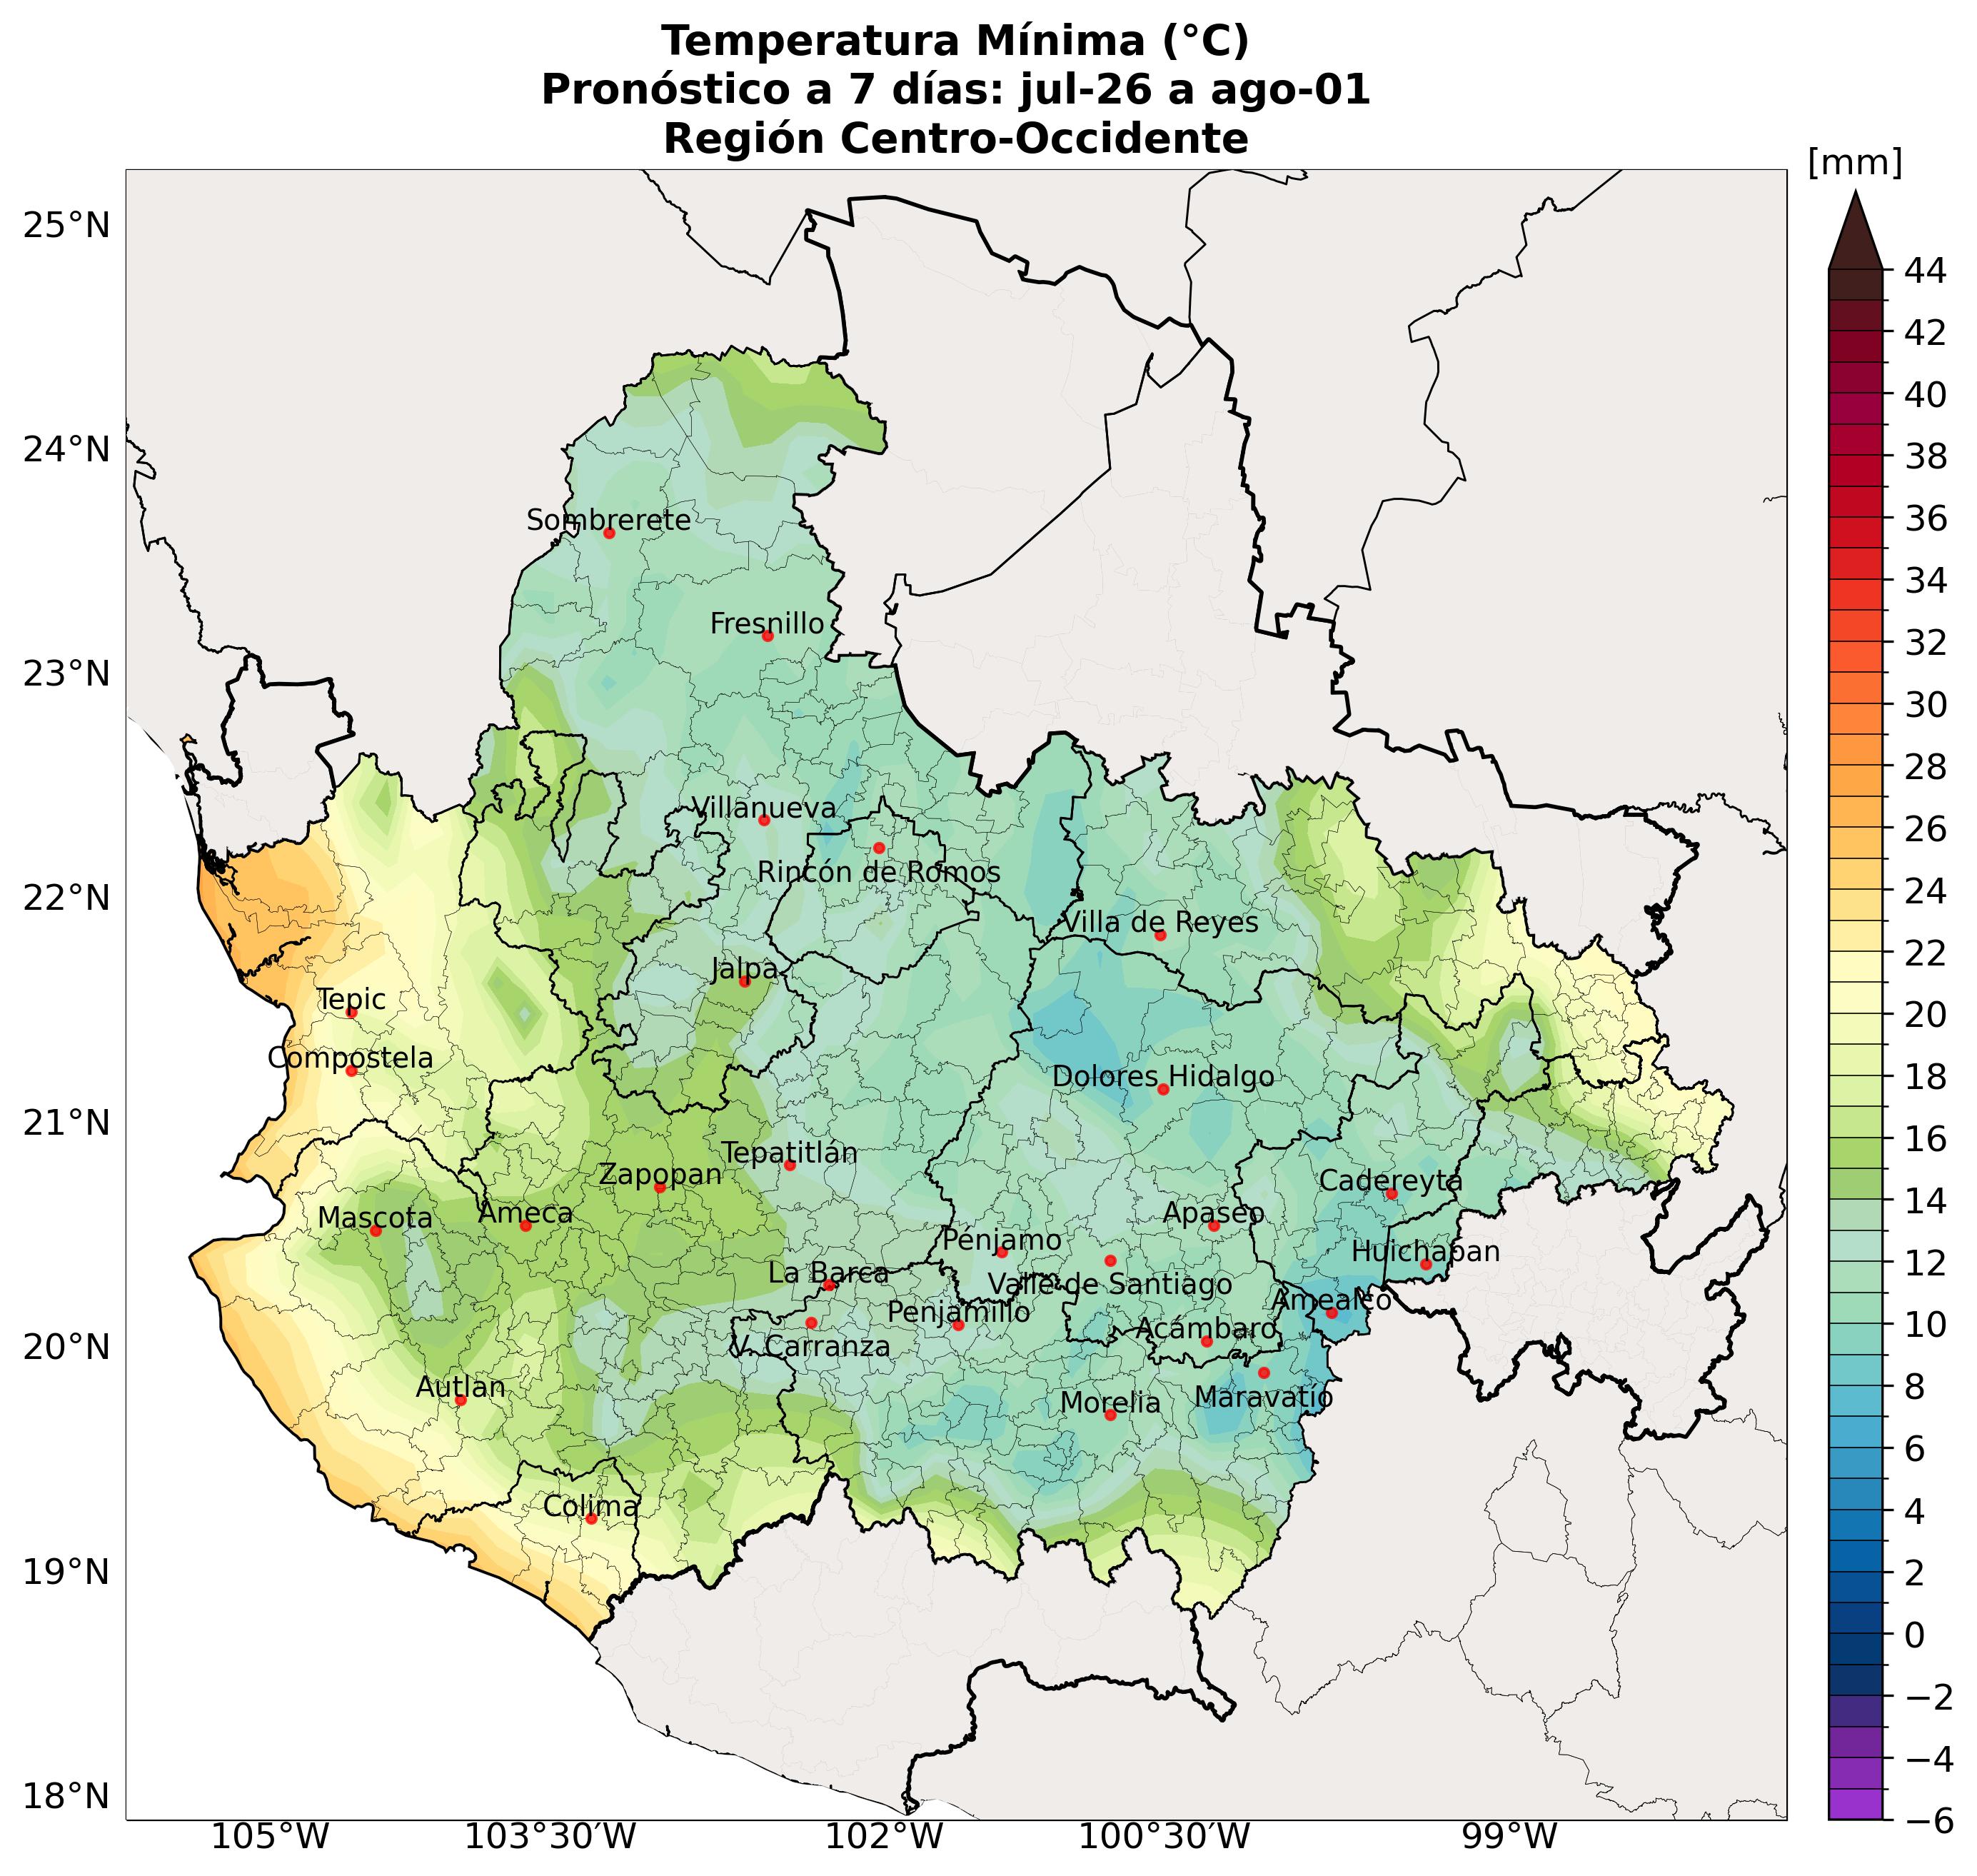 Temperatura Mínima (°C)
Pronóstico a 7 días: jul-26 a ago-01
Región Centro-Occidente
[mm]
25°N
24°N
23°N
22°N
21°N
20°N
19°N
18°N
Sombrerete
Fresnillo
Villanueva
Rincón de Romos
Villa de Reyes
Jalpa
Tepic
Compostela
Dolores Hidalgo
Tepatitlán
Zapopan
Cadereyta
Mascota
Ameca
Apaseo
Pénjamo
Huichapan
La Barca
Valle de Santiago
Amealco
Penjamillo
Acámbaro
V. Carranza
Autlan
Morelia
Maravatío
Colima
44
42
40
38
36
34
32
30
28
26
24
22
20
18
16
14
12
10
8
6
4
2
0
−2
−4
−6
105°W
103°30′W
102°W
100°30′W
99°W